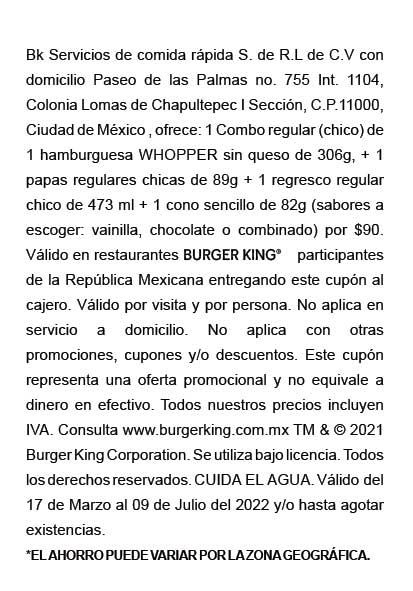 Bk Servicios de comida rápida S. de R.L de C.V con
domicilio Paseo de las Palmas no. 755 Int. 1104,
Colonia Lomas de Chapultepec I Sección, C.P.11000,
Ciudad de México , ofrece: 1 Combo regular (chico) de
1 hamburguesa WHOPPER sin queso de 306g, + 1
papas regulares chicas de 89g + 1 regresco regular
chico de 473 ml + 1 cono sencillo de 82g (sabores a
escoger: vainilla, chocolate o combinado) por $90.
Válido en restaurantes BURGER KING® participantes
de la República Mexicana entregando este cupón al
cajero. Válido por visita y por persona. No aplica en
servicio a domicilio. No aplica con otras
promociones, cupones y/o descuentos. Este cupón
representa una oferta promocional y no equivale a
dinero en efectivo. Todos nuestros precios incluyen
IVA. Consulta www.burgerking.com.mx TM & © 2021
Burger King Corporation. Se utiliza bajo licencia. Todos
los derechos reservados. CUIDA EL AGUA. Válido del
17 de Marzo al 09 de Julio del 2022 y/o hasta agotar
existencias.
*EL AHORRO PUEDE VARIAR POR LA ZONA GEOGRÁFICA.